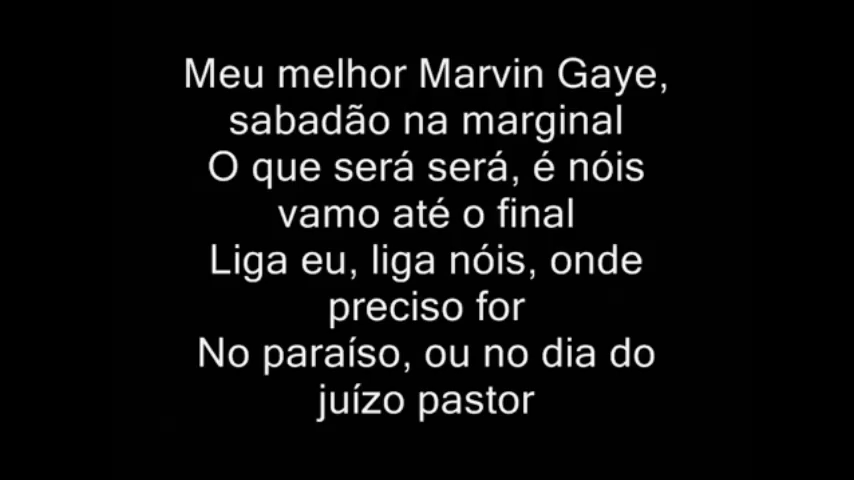 Meu melhor Marvin Gaye,
sabadão na marginal
O que será será, é nóis
vamo até o final
Liga eu, liga nóis, onde
preciso for
No paraíso, ou no dia do
juízo pastor